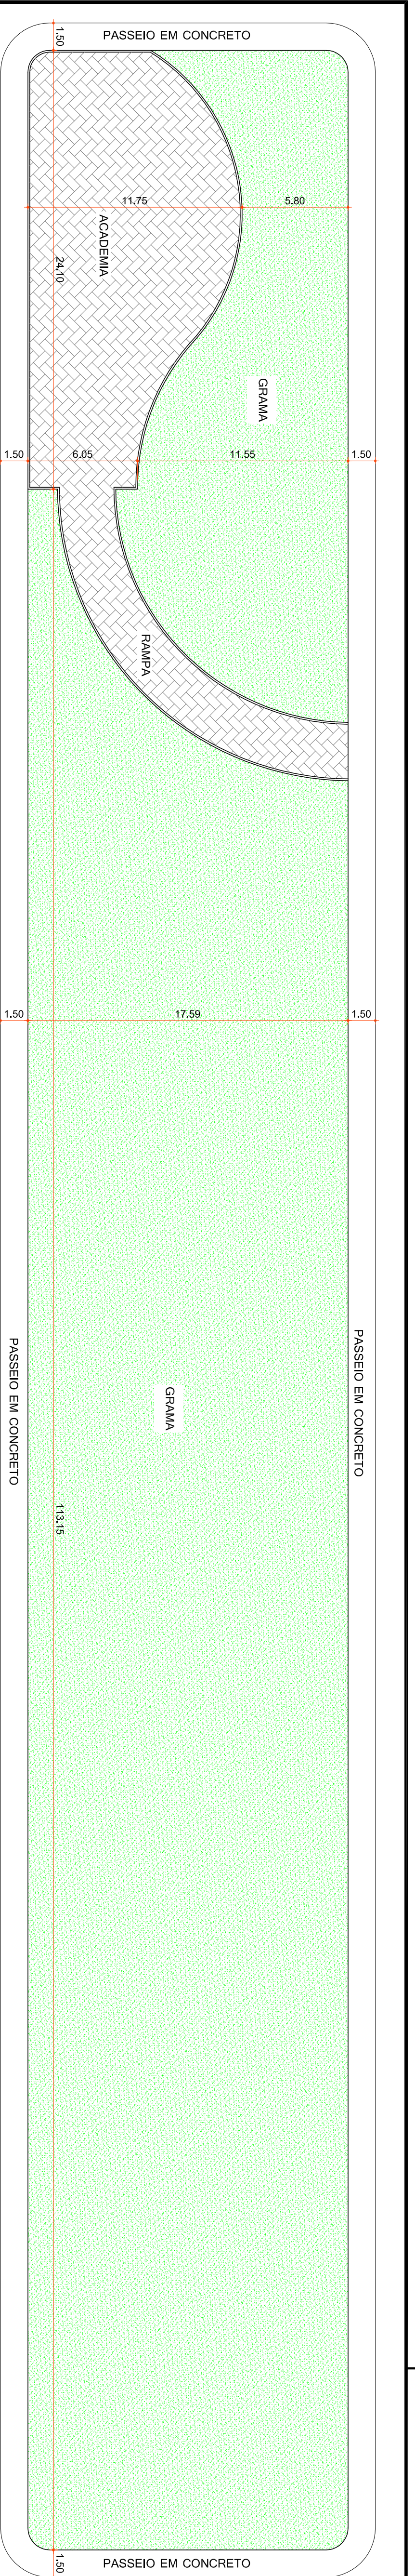 PASSEIO EM CONCRETO
1.50
11.75
5.80
ACADEMIA
24.10
GRAMA
1.50
6.05
11.55
1.50
RAMPA
1.50
17.59
1.50
PASSEIO EM CONCRETO
PASSEIO EM CONCRETO
GRAMA
113.15
1.50
PASSEIO EM CONCRETO